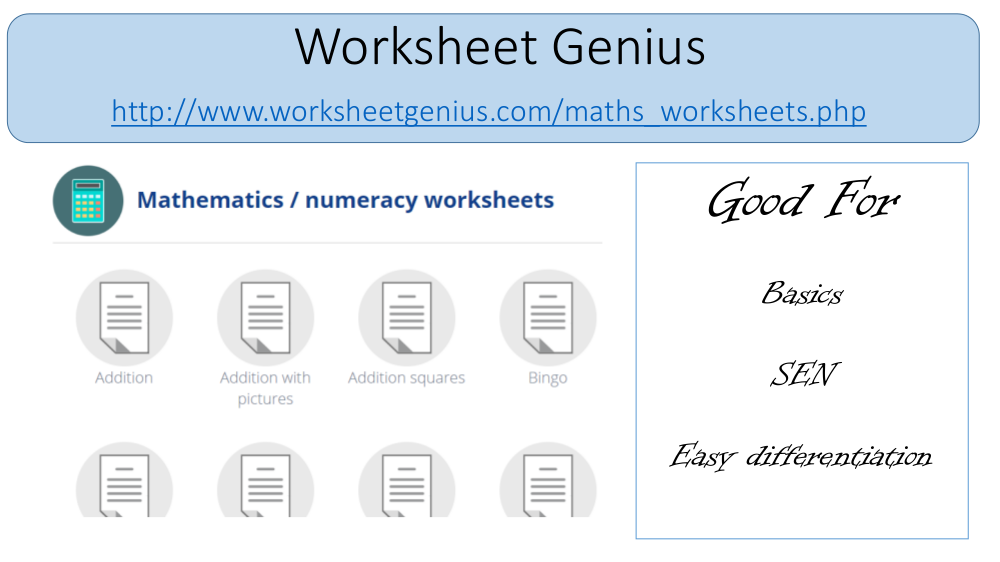 Worksheet Genius
http://www.worksheetgenius.com/maths_worksheets.php
Mathematics / numeracy worksheets
Addition
Addition with
pictures
Addition squares
Bingo
Good For
Basics
SEN
Easy differentiation